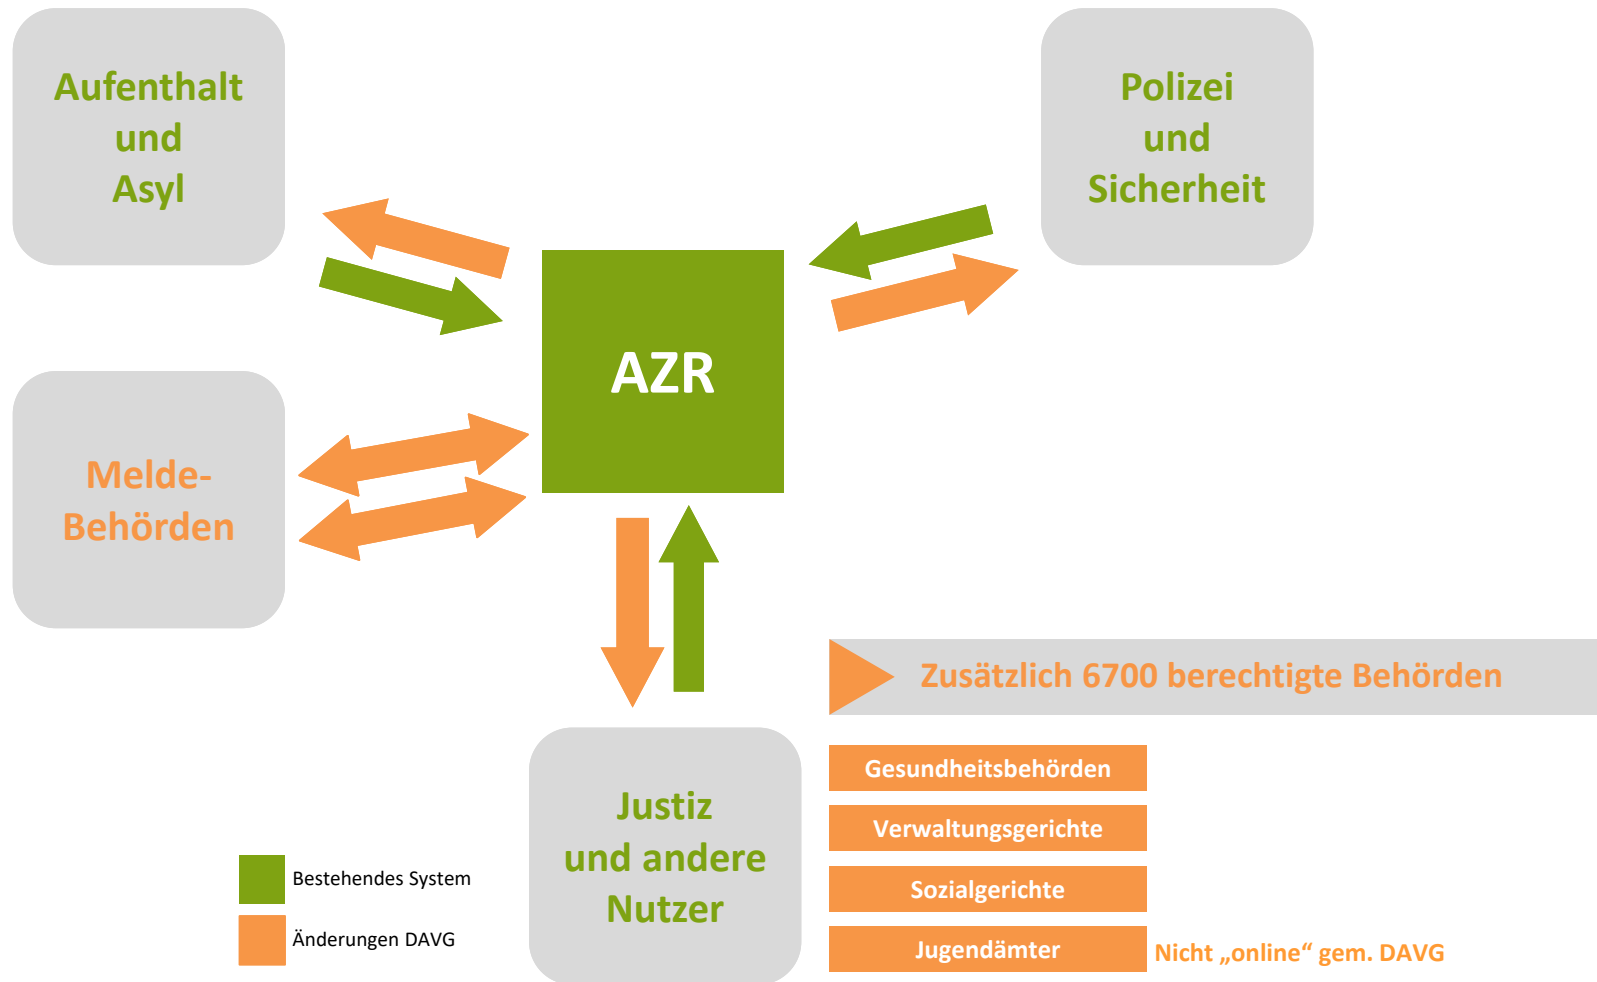 Aufenthalt
und
Asyl
Polizei
und
Sicherheit
AZR
Melde-
Behörden
Zusätzlich 6700 berechtigte Behörden
Gesundheitsbehörden
Verwaltungsgerichte
Sozialgerichte
Jugendämter
Nicht „online“ gem. DAVG
Justiz
und andere
Nutzer
Bestehendes System
Änderungen DAVG